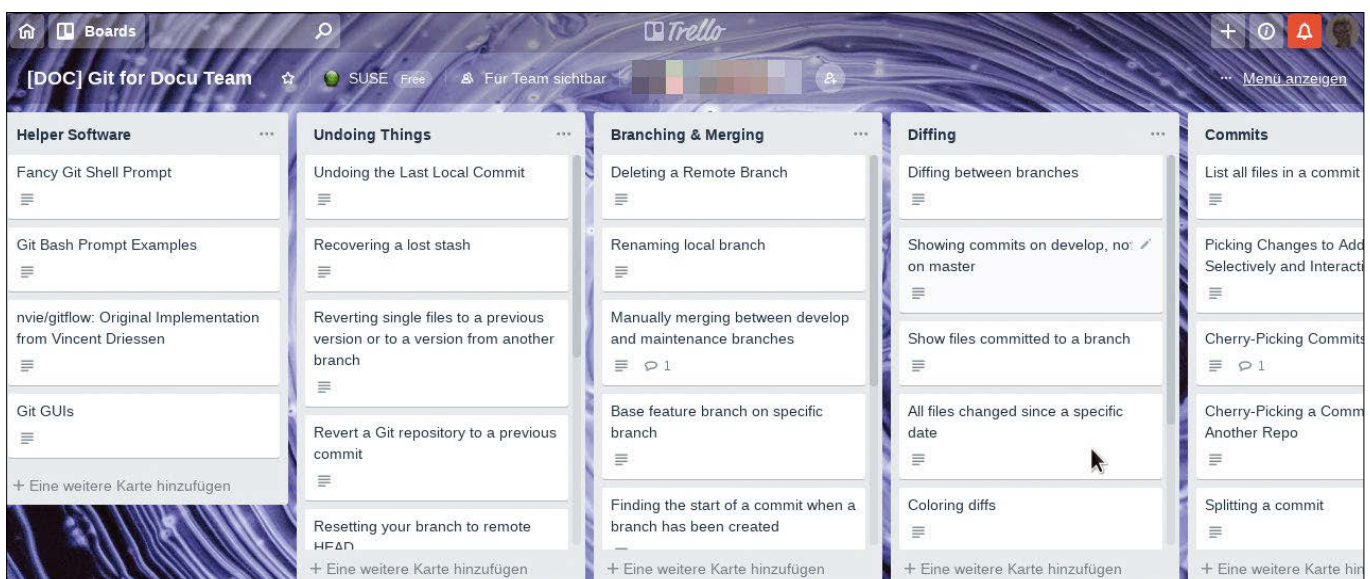 Boards
Trello
[DOC] Git for Docu Team
SUSE Free
Für Team sichtbar
... Menü anzeigen
Helper Software
Fancy Git Shell Prompt
Git Bash Prompt Examples
nvie/gitflow: Original Implementation
from Vincent Driessen
Git GUIs
+ Eine weitere Karte hinzufügen
Undoing Things
Undoing the Last Local Commit
Recovering a lost stash
Reverting single files to a previous
version or to a version from another
branch
Revert a Git repository to a previous
commit
Resetting your branch to remote
HEAD
+ Eine weitere Karte hinzufügen
Branching & Merging
Deleting a Remote Branch
Renaming local branch
Manually merging between develop
and maintenance branches
1
Base feature branch on specific
branch
Finding the start of a commit when a
branch has been created
+ Eine weitere Karte hinzufügen
Diffing
Diffing between branches
Showing commits on develop, no
on master
Show files committed to a branch
All files changed since a specific
date
Coloring diffs
+ Eine weitere Karte hinzufügen
Commits
List all files in a commit
Picking Changes to Add
Selectively and Interacti
Cherry-Picking Commits
1
Cherry-Picking a Comm
Another Repo
Splitting a commit
+ Eine weitere Karte hin